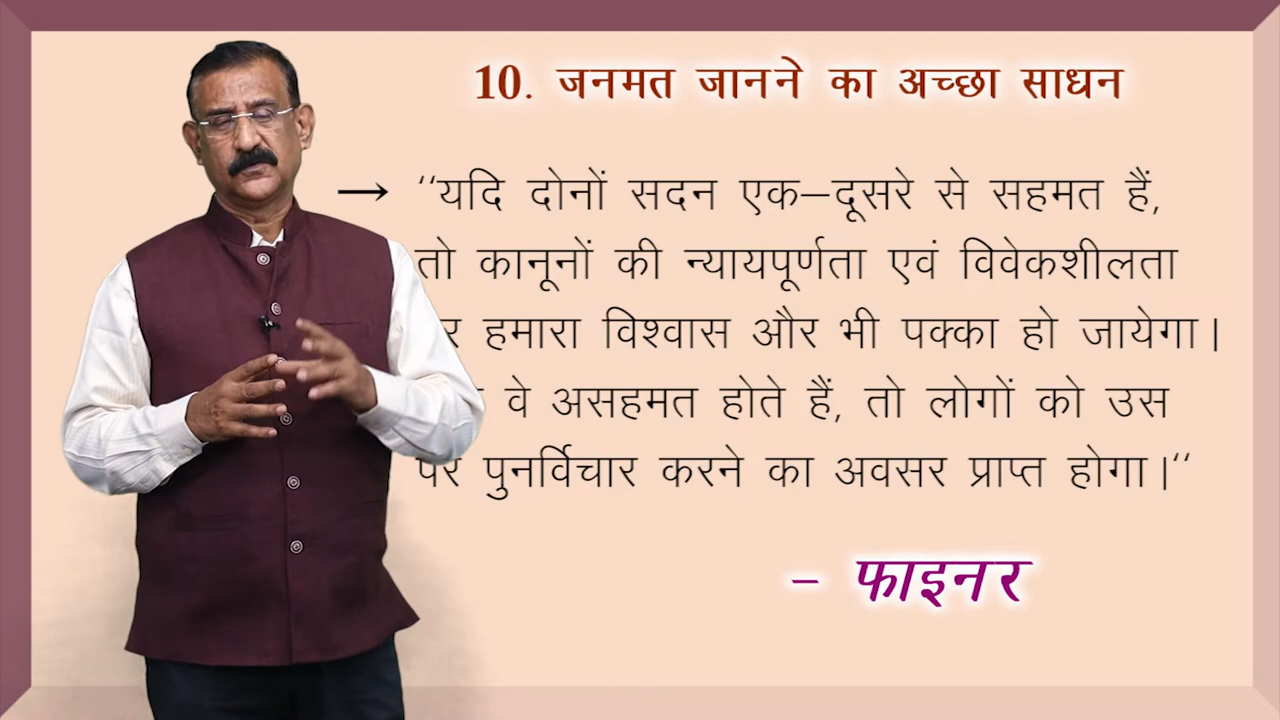 10. जनमत जानने का अच्छा साधन
→ ‘‘यदि दोनों सदन एक–दूसरे से सहमत हैं,
तो कानूनों की न्यायपूर्णता एवं विवेकशीलता
हमारा विश्वास और भी पक्का हो जायेगा।
वे असहमत होते हैं, तो लोगों को उस
पर पुनर्विचार करने का अवसर प्राप्त होगा।‘‘
– फाइनर